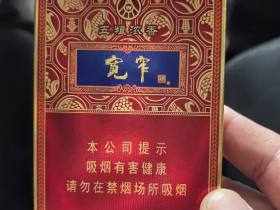 五粮浓香
宽窄
本公司提示
吸烟有害健康
请勿在禁烟场所吸烟